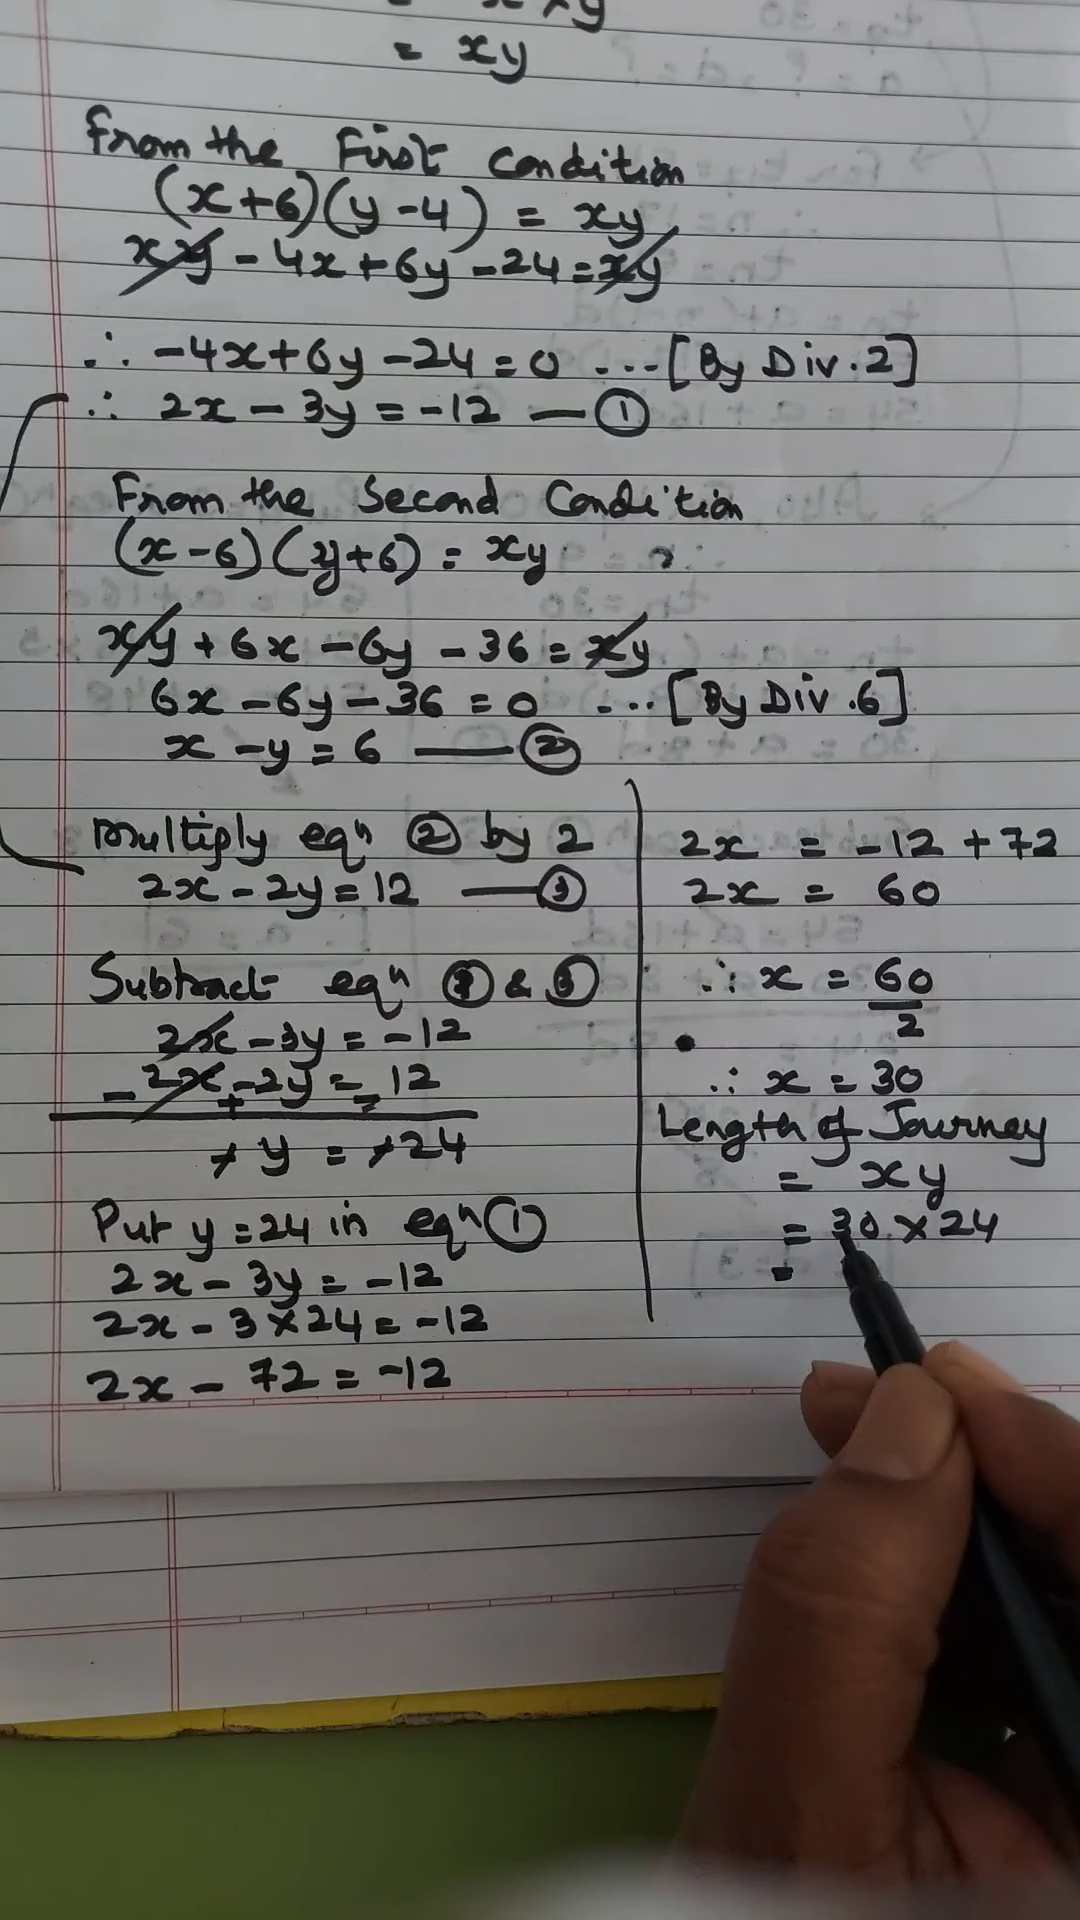 = xy
From the First Condition
(x+6)(y-4) = xy
xy - 4x + 6y - 24 = xy
∴ -4x + 6y - 24 = 0 ---[By Div. 2]
∴ 2x - 3y = -12 — ①
From the Second Condition
(x-6)(y+6) = xy
xy + 6x - 6y - 36 = xy
6x - 6y - 36 = 0 ---[By Div. 6]
x - y = 6 — ②
Multiply eqn ② by 2
2x - 2y = 12 — ③
Subtract eqn & ③
2x - 3y = -12
- 2x - 2y = 12
+ -
- y = -24
Put y = 24 in eqn ①
2x - 3y = -12
2x - 3×24 = -12
2x - 72 = -12
2x = -12 + 72
2x = 60
∴ x = 60
2
∴ x = 30
Length of Journey
= xy
= 30 × 24
=